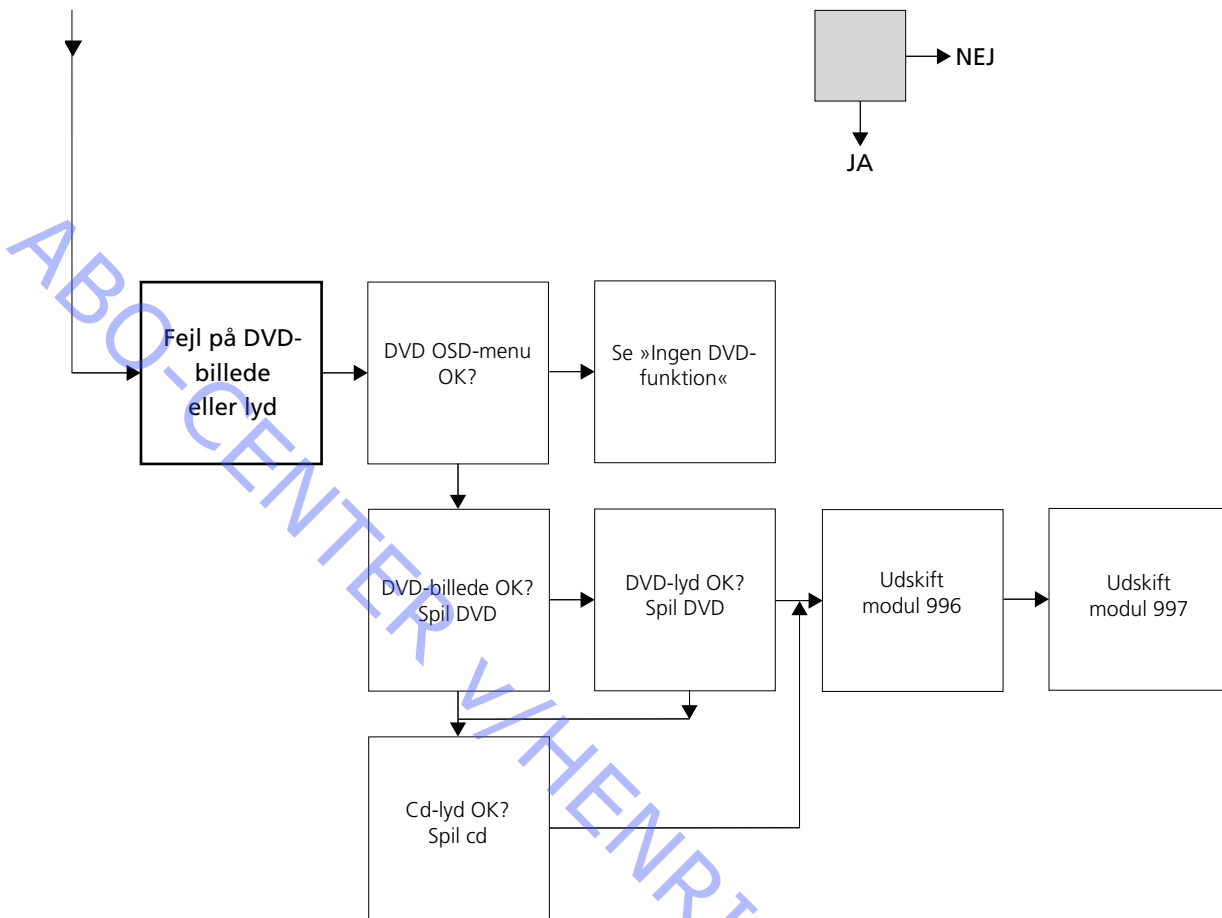 NEJ
JA
Fejl på DVD-
billede
eller lyd
DVD OSD-menu
OK?
Se »Ingen DVD-
funktion«
DVD-billede OK?
Spil DVD
DVD-lyd OK?
Spil DVD
Udskift
modul 996
Udskift
modul 997
Cd-lyd OK?
Spil cd
ABO-CENTER v/HENRI